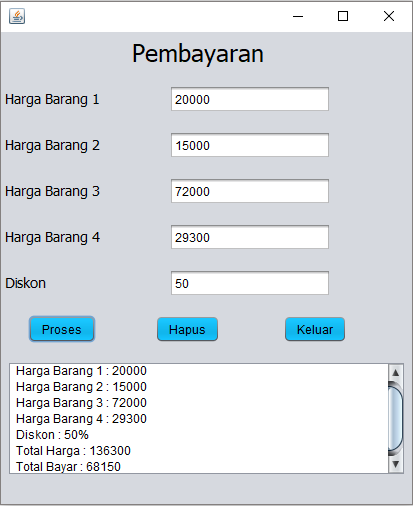 Pembayaran
Harga Barang 1 20000
Harga Barang 2 15000
Harga Barang 3 72000
Harga Barang 4 29300
Diskon 50
Proses Hapus Keluar
Harga Barang 1 : 20000
Harga Barang 2 : 15000
Harga Barang 3 : 72000
Harga Barang 4 : 29300
Diskon : 50%
Total Harga : 136300
Total Bayar : 68150